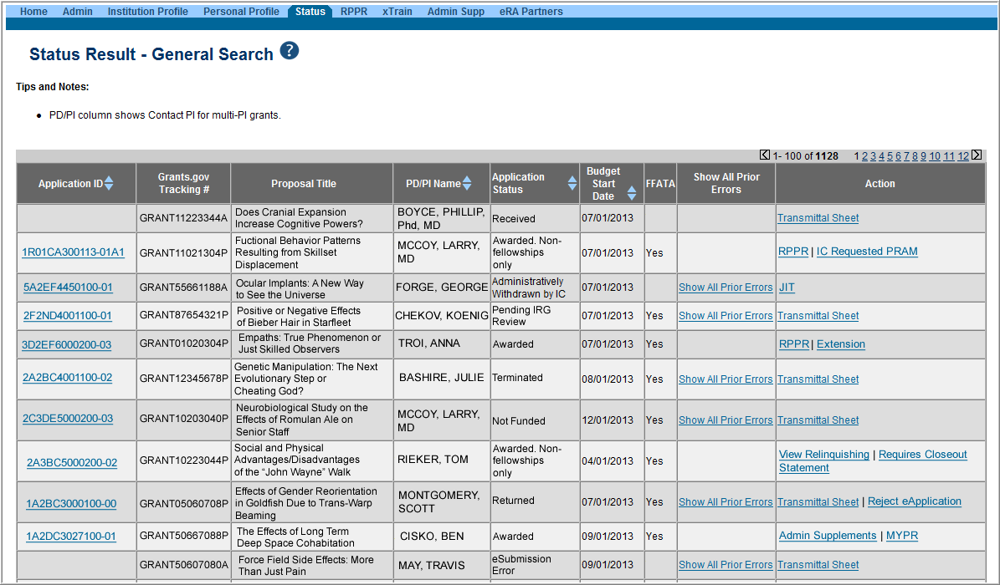 Home Admin Institution Profile Personal Profile Status RPPR xTrain Admin Supp eRA Partners
Status Result - General Search ?
Tips and Notes:
• PD/PI column shows Contact PI for multi-PI grants.
1- 100 of 1128 1 2 3 4 5 6 7 8 9 10 11 12
Application ID
Grants.gov
Tracking #
Proposal Title
PD/PI Name
Application
Status
Budget
Start
Date
FFATA
Show All Prior
Errors
Action
GRANT11223344A
Does Cranial Expansion
Increase Cognitive Powers?
BOYCE, PHILLIP,
Phd, MD
Received
07/01/2013
Transmittal Sheet
1R01CA300113-01A1
GRANT11021304P
Fuctional Behavior Patterns
Resulting from Skillset
Displacement
MCCOY, LARRY,
MD
Awarded. Non-
fellowships
only
07/01/2013
Yes
RPPR | IC Requested PRAM
5A2EF4450100-01
GRANT55661188A
Ocular Implants: A New Way
to See the Universe
FORGE, GEORGE
Administratively
Withdrawn by IC
07/01/2013
Show All Prior Errors
JIT
2F2ND4001100-01
GRANT87654321P
Positive or Negative Effects
of Bieber Hair in Starfleet
CHEKOV, KOENIG
Pending IRG
Review
07/01/2013
Yes
Show All Prior Errors
Transmittal Sheet
3D2EF6000200-03
GRANT01020304P
Empaths: True Phenomenon or
Just Skilled Observers
TROI, ANNA
Awarded
07/01/2013
Yes
RPPR | Extension
2A2BC4001100-02
GRANT12345678P
Genetic Manipulation: The Next
Evolutionary Step or
Cheating God?
BASHIRE, JULIE
Terminated
08/01/2013
Yes
Show All Prior Errors
Transmittal Sheet
2C3DE5000200-03
GRANT10203040P
Neurobiological Study on the
Effects of Romulan Ale on
Senior Staff
MCCOY, LARRY,
MD
Not Funded
12/01/2013
Yes
Show All Prior Errors
Transmittal Sheet
2A3BC5000200-02
GRANT10223044P
Social and Physical
Advantages/Disadvantages
of the “John Wayne” Walk
RIEKER, TOM
Awarded. Non-
fellowships
only
04/01/2013
Yes
View Relinquishing | Requires Closeout
Statement
1A2BC3000100-00
GRANT05060708P
Effects of Gender Reorientation
in Goldfish Due to Trans-Warp
Beaming
MONTGOMERY,
SCOTT
Returned
07/01/2013
Yes
Show All Prior Errors
Transmittal Sheet | Reject eApplication
1A2DC3027100-01
GRANT50667088P
The Effects of Long Term
Deep Space Cohabitation
CISKO, BEN
Awarded
09/01/2013
Yes
Admin Supplements | MYPR
GRANT50607080A
Force Field Side Effects: More
Than Just Pain
MAY, TRAVIS
eSubmission
Error
09/01/2013
Show All Prior Errors
Transmittal Sheet